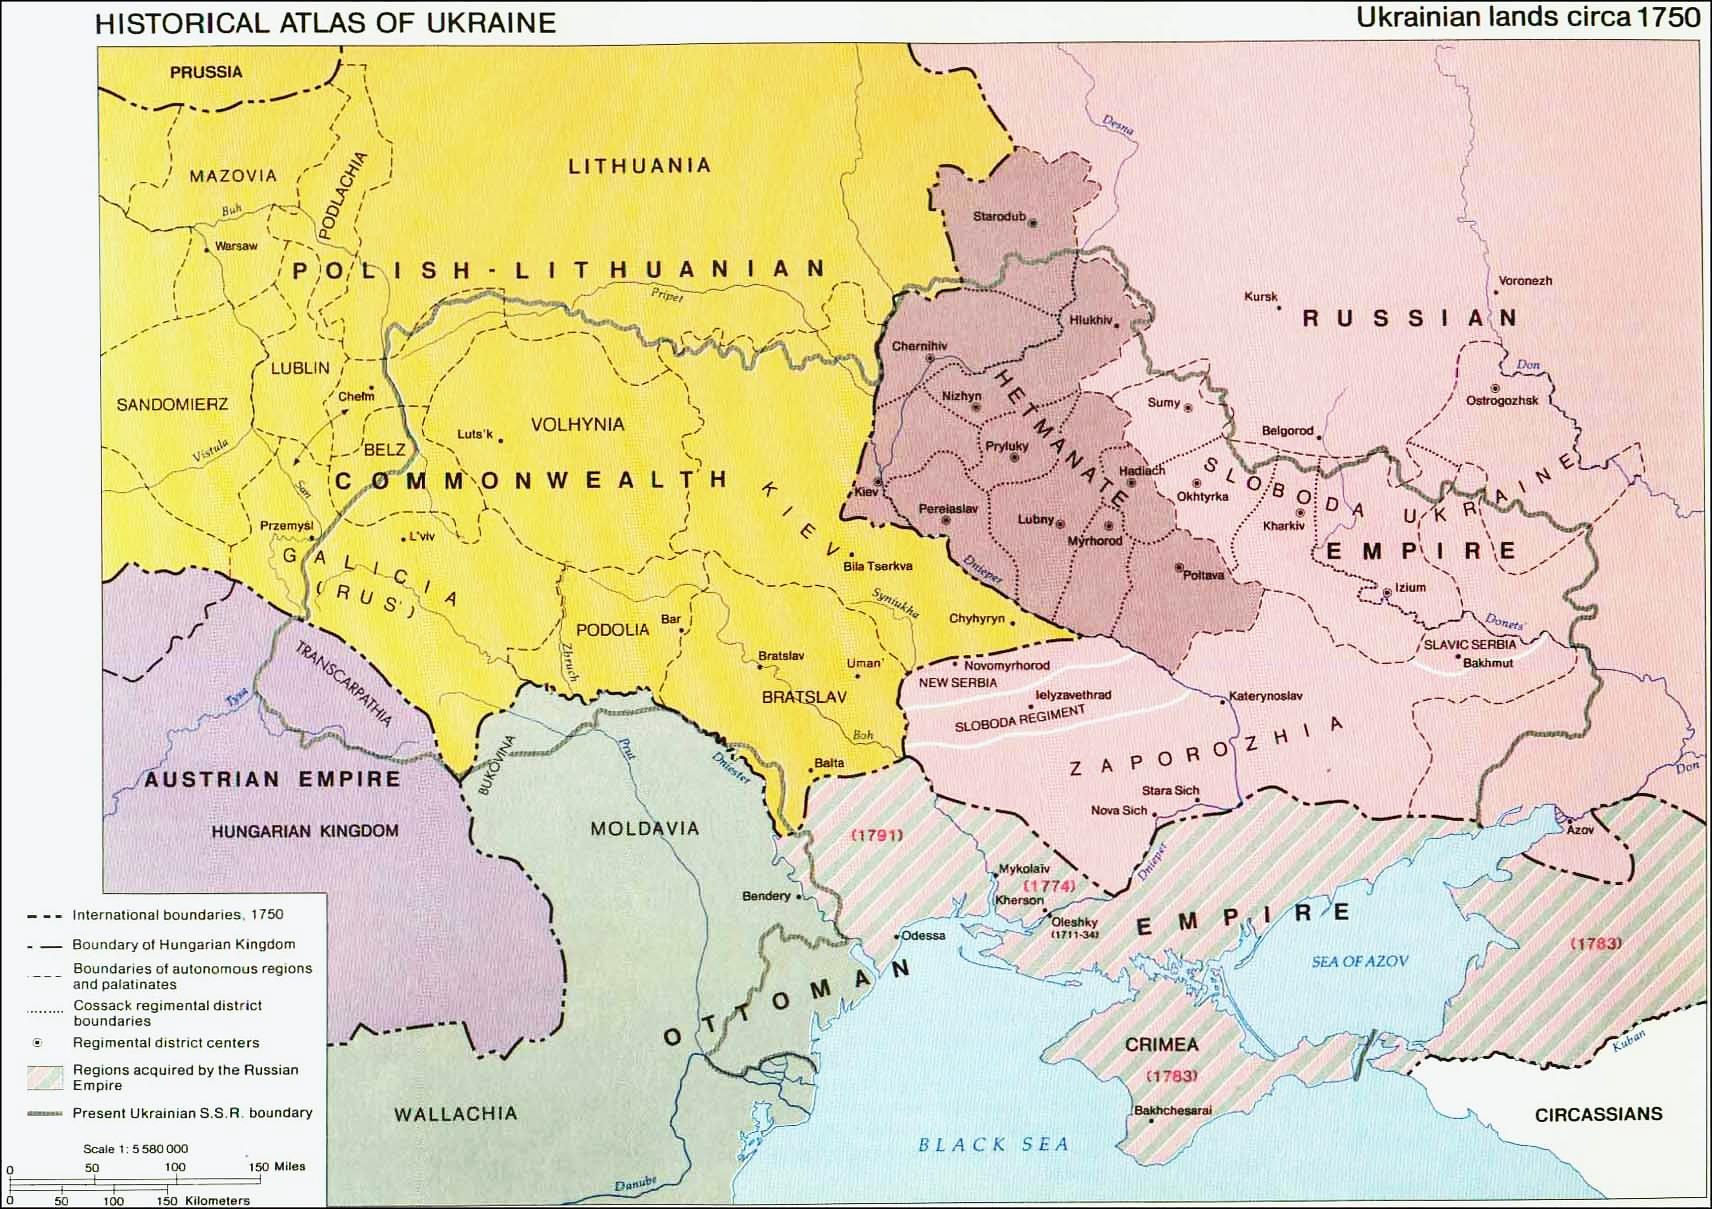 HISTORICAL ATLAS OF UKRAINE
Ukrainian lands circa 1750
PRUSSIA
MAZOVIA
PODLACHIA
LITHUANIA
Desna
Buh
Warsaw
Starodub
POLISH-LITHUANIAN
Pripet
Voronezh
Kursk
RUSSIAN
Hlukhiv
Chernihiv
LUBLIN
Don
Chełm
SANDOMIERZ
Nizhyn
HETMANATE
Sumy
Ostrogozhsk
VOLHYNIA
Luts'k
Belgorod
Vistula
BELZ
Pryluky
COMMONWEALTH
Hadiach
SLOBODA UKRAINE
San
KIEV
Kiev
Okhtyrka
Pereiaslav
Lubny
Kharkiv
Myrhorod
Przemyśl
L'viv
GALICIA
(RUS')
EMPIRE
Bila Tserkva
Dnieper
Poltava
Izium
Syniukha
Chyhyryn
PODOLIA
Bar
Donets'
TRANSCARPATHIA
Zbruch
Bratslav
Uman'
SLAVIC SERBIA
Bakhmut
Novomyrhorod
NEW SERBIA
Tysa
BRATSLAV
Ielyzavethrad
Katerynoslav
SLOBODA REGIMENT
Boh
BUKOVINA
Prut
Dniester
Balta
ZAPOROZHIA
Don
AUSTRIAN EMPIRE
Stara Sich
Nova Sich
HUNGARIAN KINGDOM
MOLDAVIA
(1791)
Azov
Dnieper
Mykolaïv
(1774)
Bendery
Kherson
Oleshky
(1711-34)
EMPIRE
Odessa
OTTOMAN
SEA OF AZOV
(1783)
CRIMEA
(1783)
Kuban
Bakhchesarai
WALLACHIA
CIRCASSIANS
BLACK SEA
Danube
International boundaries, 1750
Boundary of Hungarian Kingdom
Boundaries of autonomous regions
and palatinates
Cossack regimental district
boundaries
Regimental district centers
Regions acquired by the Russian
Empire
Present Ukrainian S.S.R. boundary
Scale 1: 5 580 000
0 50 100 150 Miles
0 50 100 150 Kilometers